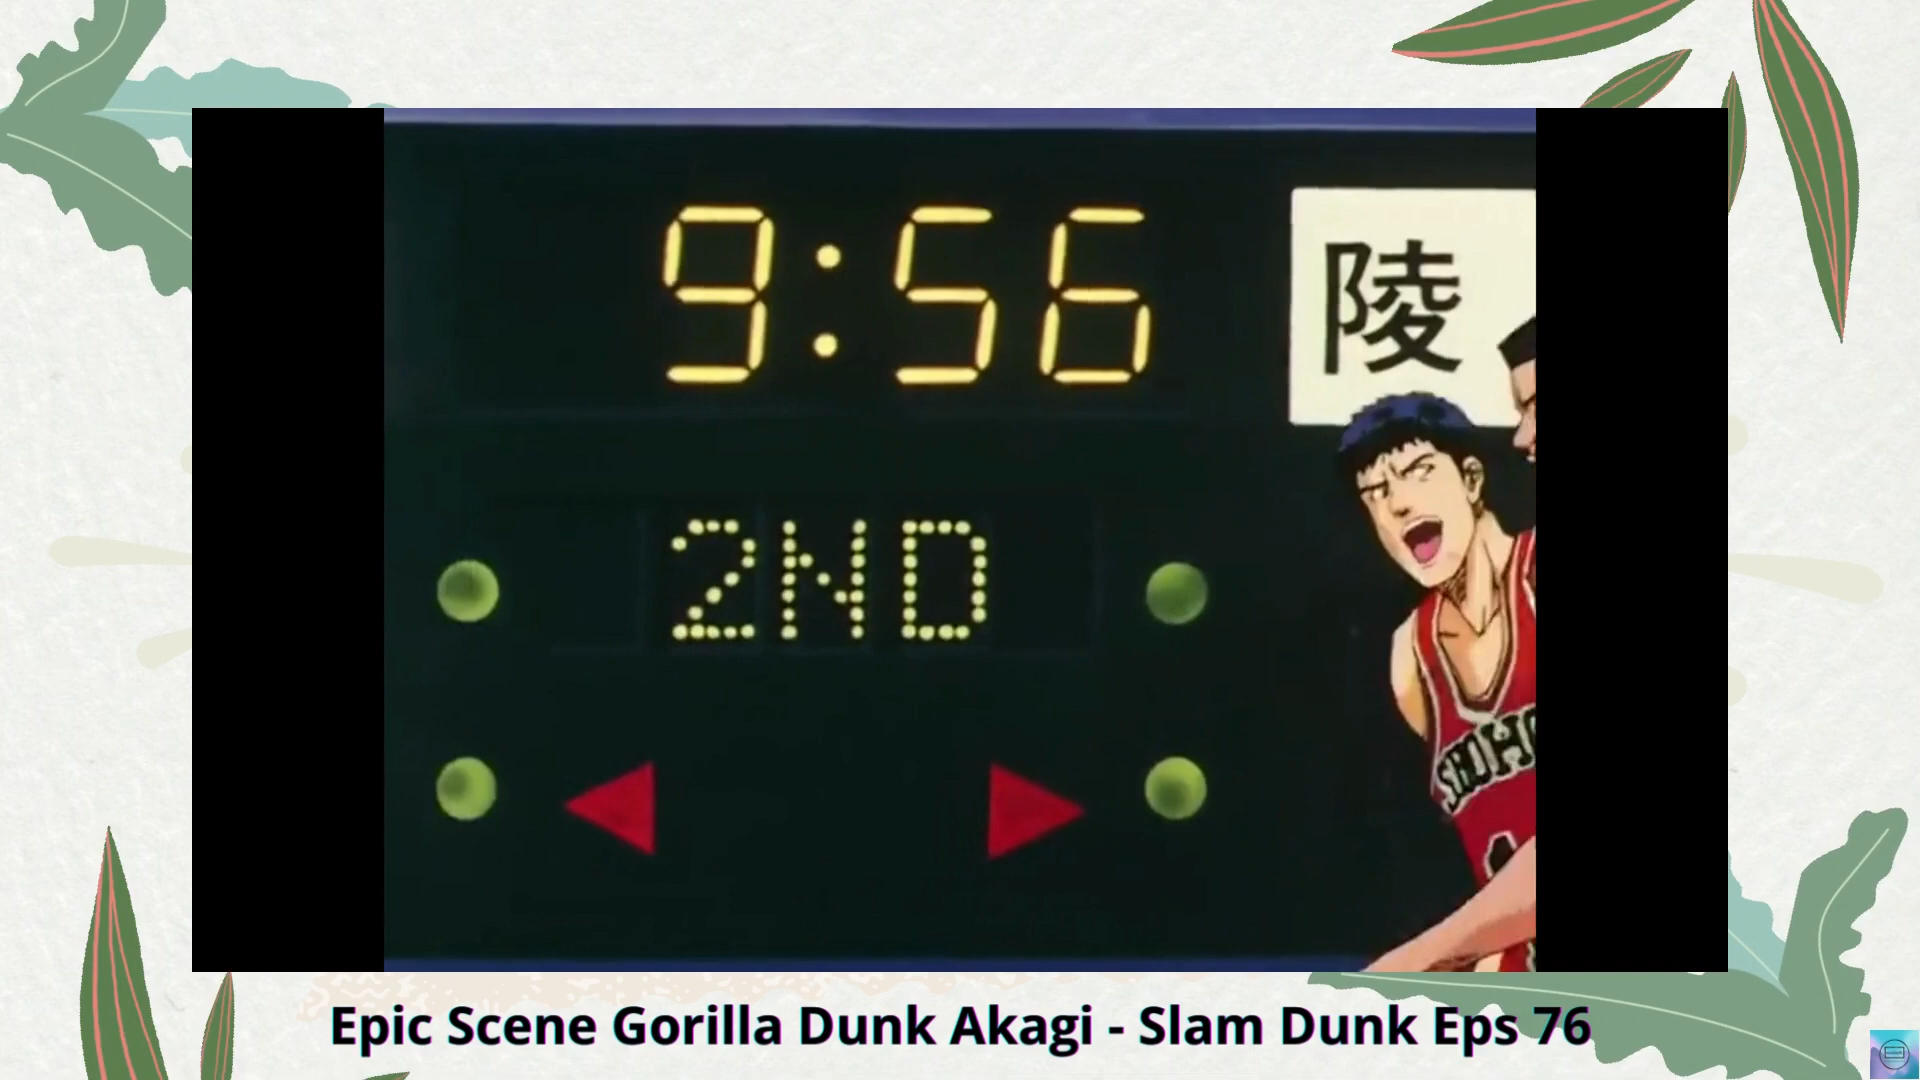 9:56
陵
2ND
SHOHO
Epic Scene Gorilla Dunk Akagi - Slam Dunk Eps 76